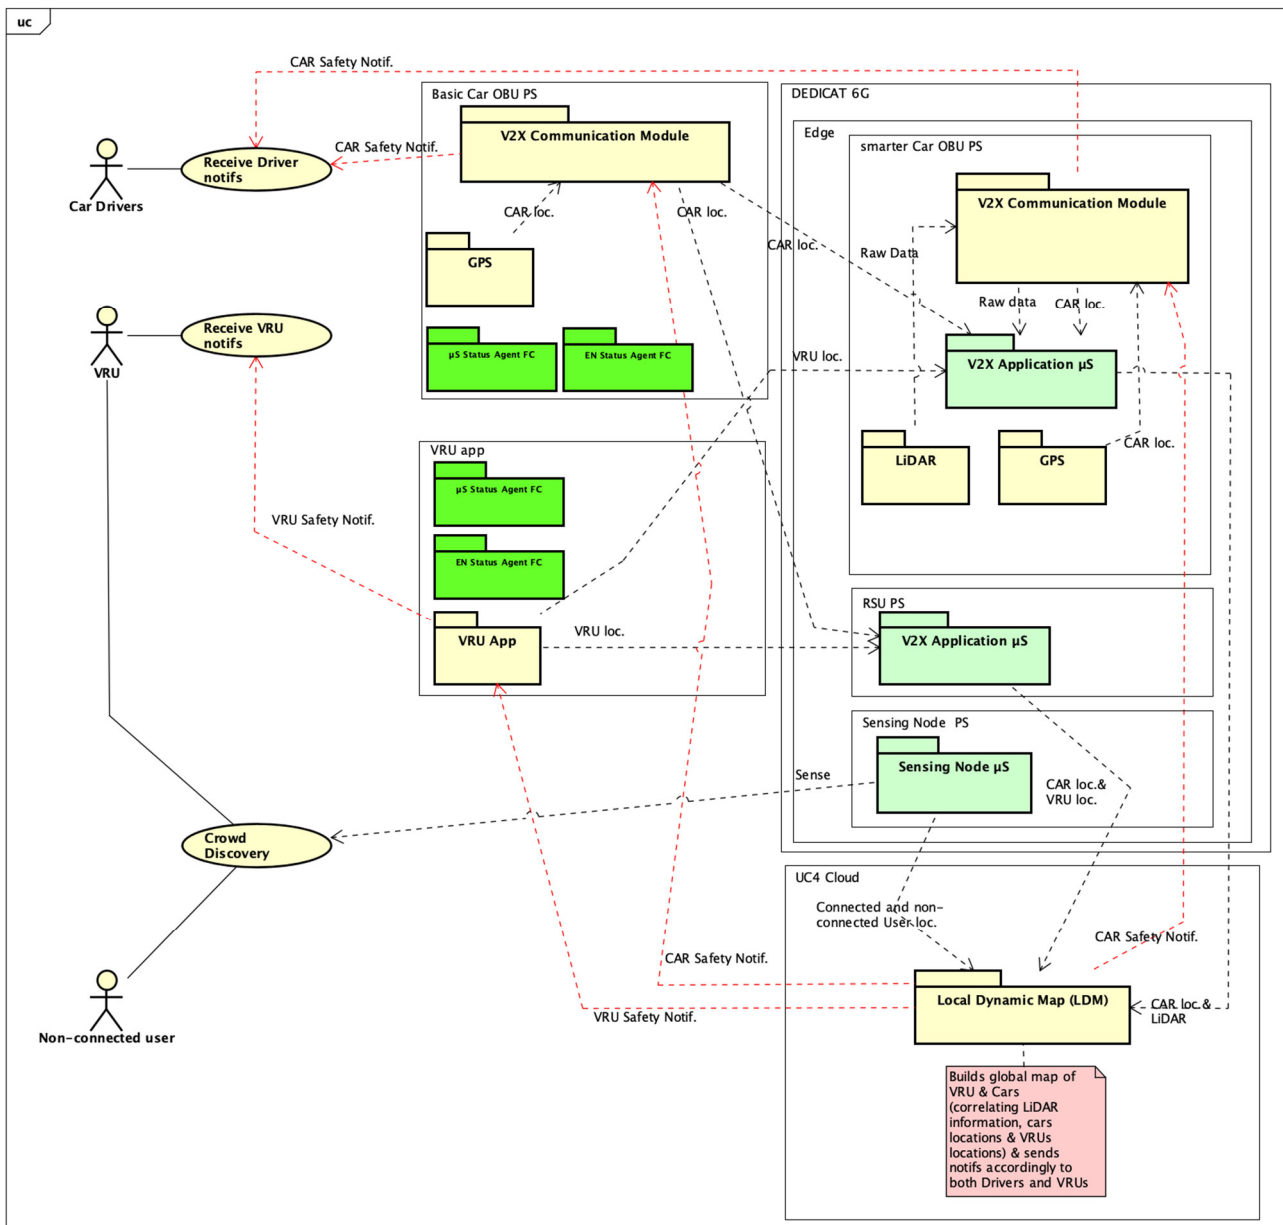 uc
CAR Safety Notif.
Basic Car OBU PS
DEDICAT 6G
V2X Communication Module
Edge
smarter Car OBU PS
CAR Safety Notif.
Receive Driver
notifs
Car Drivers
V2X Communication Module
CAR loc.
CAR loc.
CAR loc.
Raw Data
GPS
Raw data
CAR loc.
VRU
Receive VRU
notifs
µS Status Agent FC
EN Status Agent FC
VRU loc.
V2X Application µS
VRU app
CAR loc.
LiDAR
GPS
µS Status Agent FC
VRU Safety Notif.
EN Status Agent FC
RSU PS
VRU App
VRU loc.
V2X Application µS
Sensing Node PS
Sensing Node µS
Sense
CAR loc.&
VRU loc.
Crowd
Discovery
UC4 Cloud
Connected and non-
connected User loc.
CAR Safety Notif.
CAR Safety Notif.
Local Dynamic Map (LDM)
CAR loc.&
LiDAR
VRU Safety Notif.
Non-connected user
Builds global map of
VRU & Cars
(correlating LiDAR
information, cars
locations & VRUs
locations) & sends
notifs accordingly to
both Drivers and VRUs